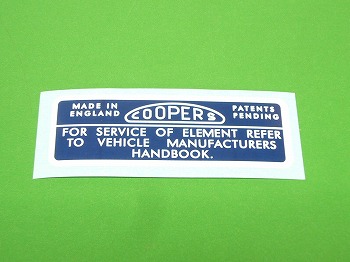 MADE IN ENGLAND
COOPERS
PATENTS PENDING
FOR SERVICE OF ELEMENT REFER
TO VEHICLE MANUFACTURERS
HANDBOOK.